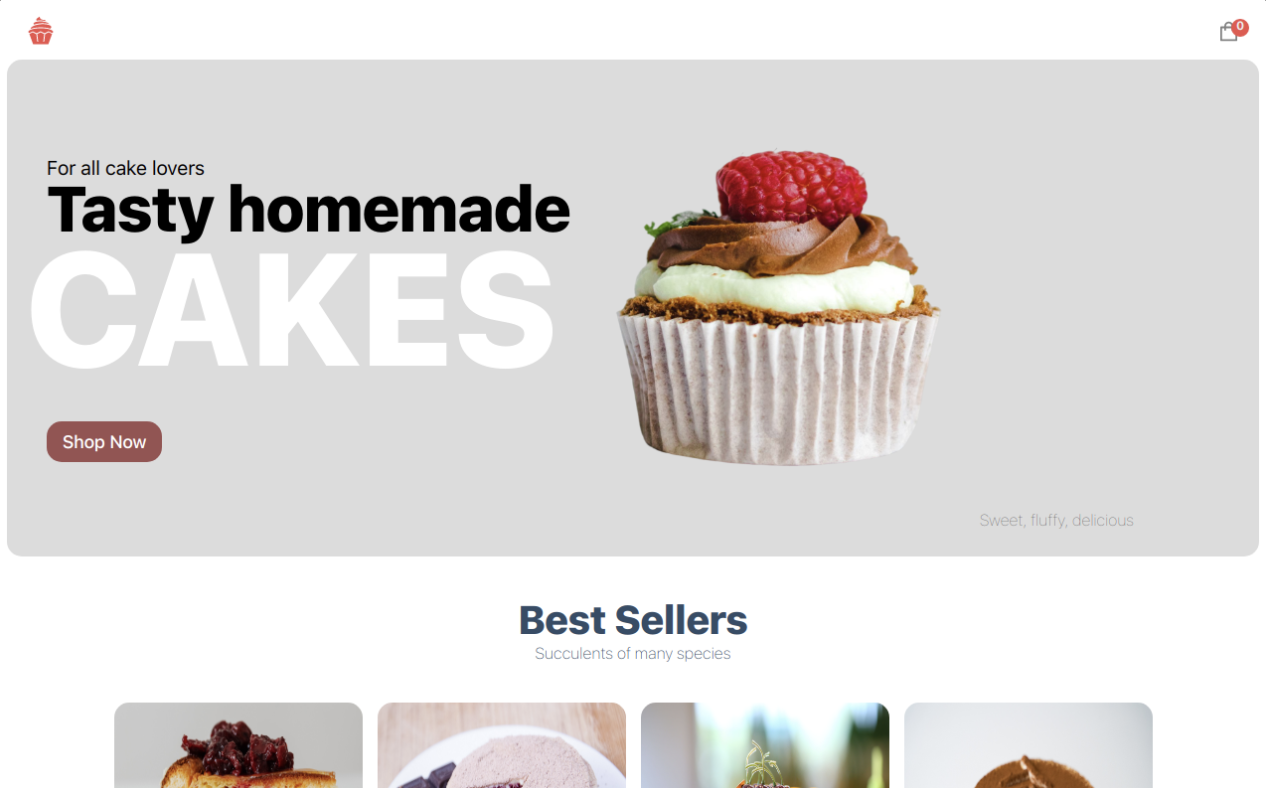 0
For all cake lovers
Tasty homemade
CAKES
Shop Now
Sweet, fluffy, delicious
Best Sellers
Succulents of many species